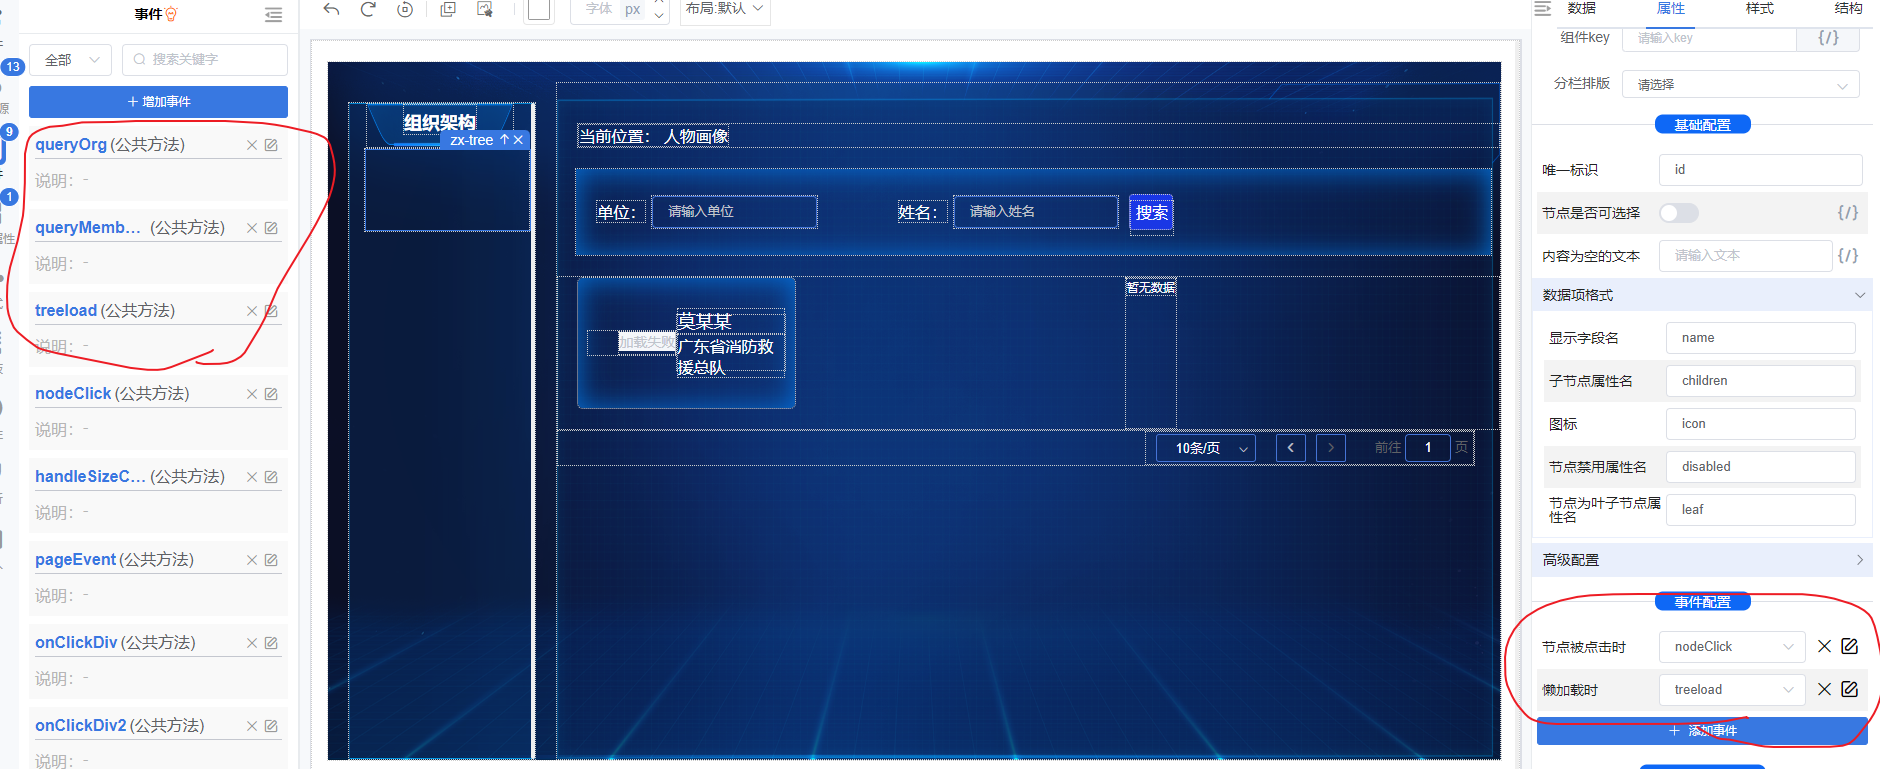 事件
全部
搜索关键字
+ 增加事件
13
源
9
1
属性
queryOrg (公共方法)
说明：-
queryMemb... (公共方法)
说明：-
treeload (公共方法)
说明：-
nodeClick (公共方法)
说明：-
handleSizeC... (公共方法)
说明：-
pageEvent (公共方法)
说明：-
onClickDiv (公共方法)
说明：-
onClickDiv2 (公共方法)
说明：-
字体 px
布局:默认
组织架构
zx-tree
当前位置： 人物画像
单位：
请输入单位
姓名：
请输入姓名
搜索
加载失败
莫某某
广东省消防救
援总队
暂无数据
10条/页
前往 1 页
数据 属性 样式 结构
组件key 请输入key {/}
分栏排版 请选择
基础配置
唯一标识 id
节点是否可选择 {/}
内容为空的文本 请输入文本 {/}
数据项格式
显示字段名 name
子节点属性名 children
图标 icon
节点禁用属性名 disabled
节点为叶子节点属
性名 leaf
高级配置
事件配置
节点被点击时 nodeClick
懒加载时 treeload
+ 添加事件